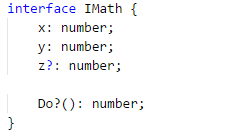 interface IMath {
    x: number;
    y: number;
    z?: number;

    Do?(): number;
}